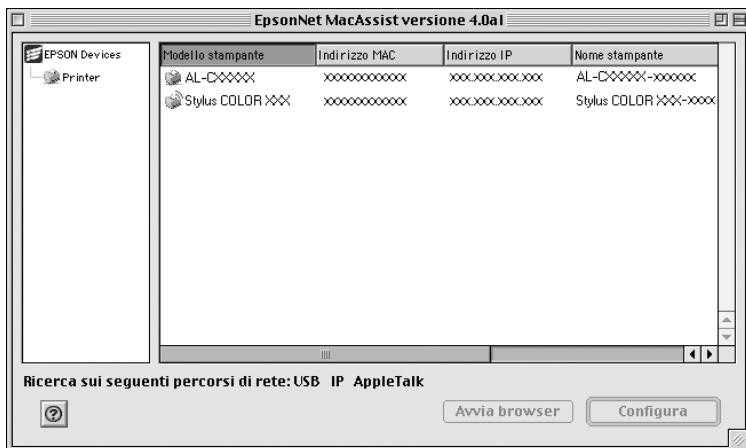 EpsonNet MacAssist versione 4.0aI
EPSON Devices
Printer
Modello stampante Indirizzo MAC Indirizzo IP Nome stampante
AL-CXXXXX XXXXXXXXXXXX XXX.XXX.XXX.XXX AL-CXXXXX-XXXXXX
Stylus COLOR XXX XXXXXXXXXXXX XXX.XXX.XXX.XXX Stylus COLOR XXX-XXXX
Ricerca sui seguenti percorsi di rete: USB IP AppleTalk
?
Avvia browser Configura